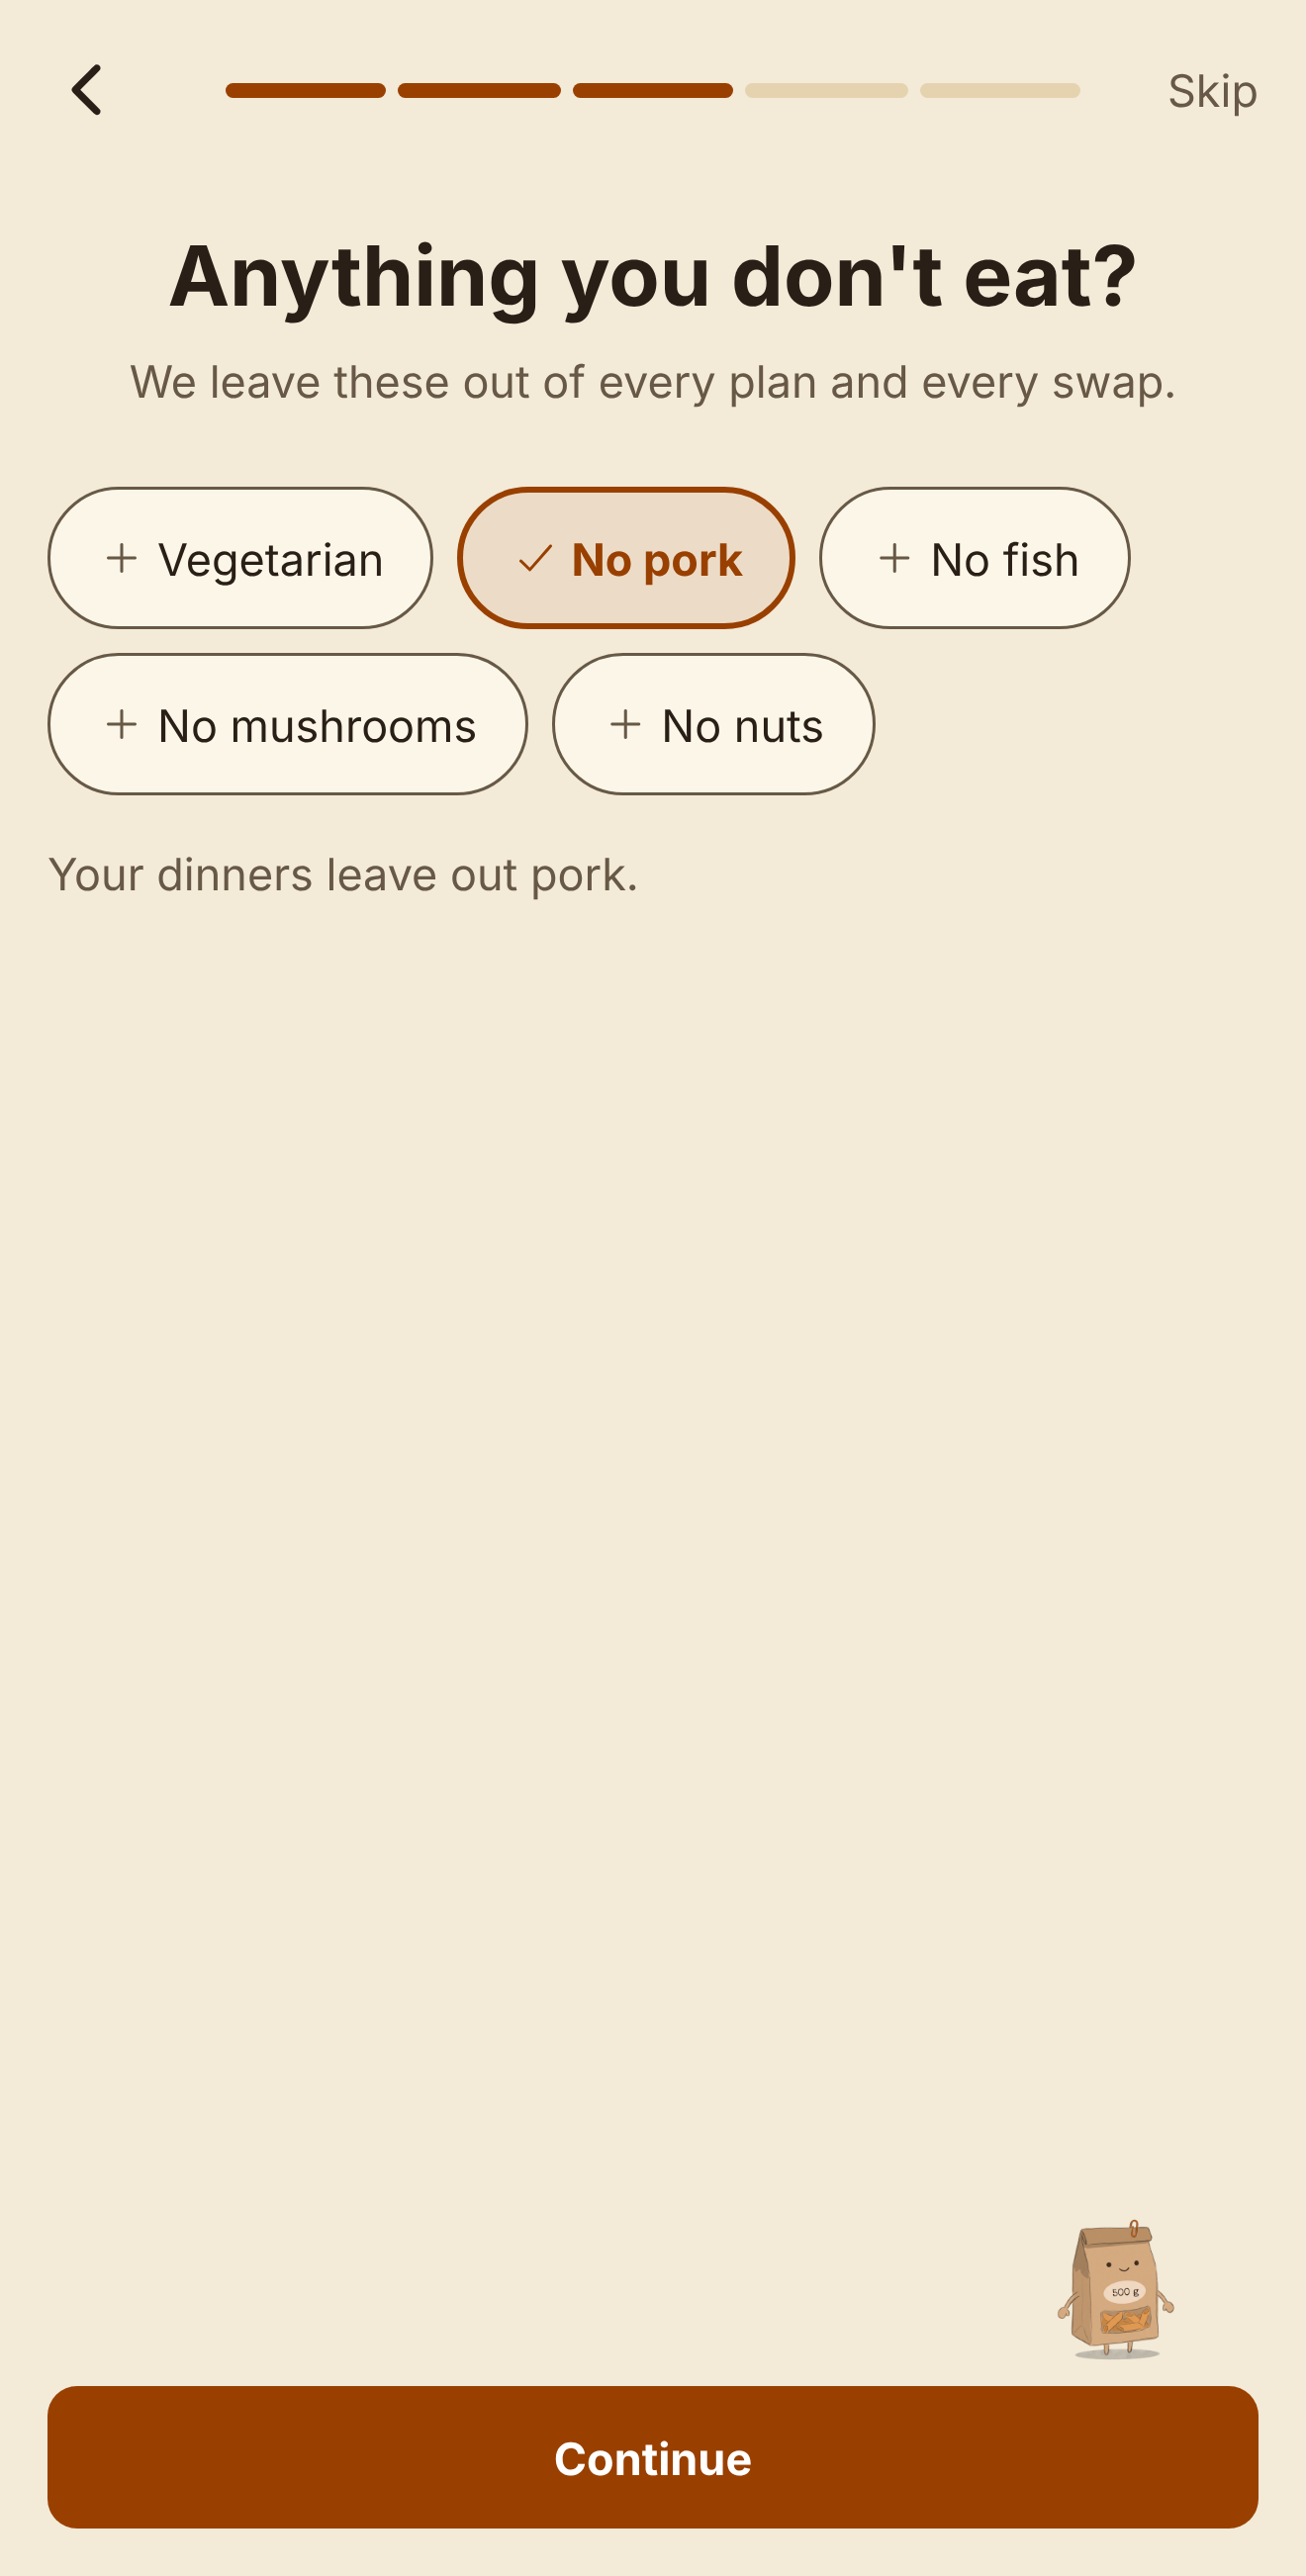 Skip
Anything you don't eat?
We leave these out of every plan and every swap.
Vegetarian
No pork
No fish
No mushrooms
No nuts
Your dinners leave out pork.
500 g
Continue